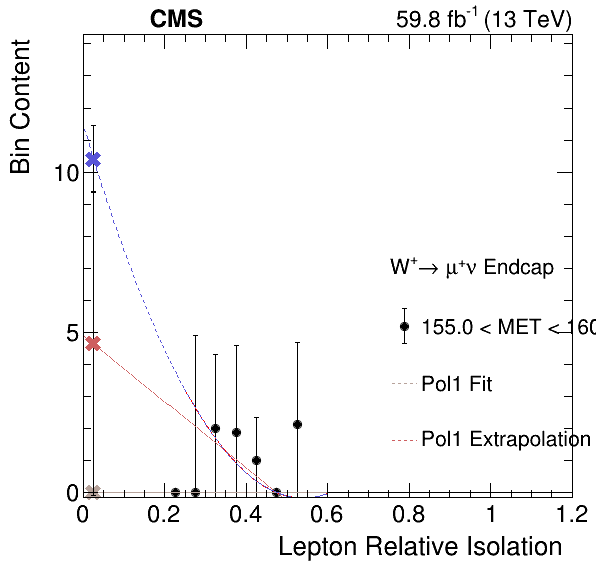 CMS 59.8 fb⁻¹ (13 TeV)
Bin Content
10
5
0
W⁺→ μ⁺ν Endcap
155.0 < MET < 160
Pol1 Fit
Pol1 Extrapolation
0 0.2 0.4 0.6 0.8 1 1.2
Lepton Relative Isolation